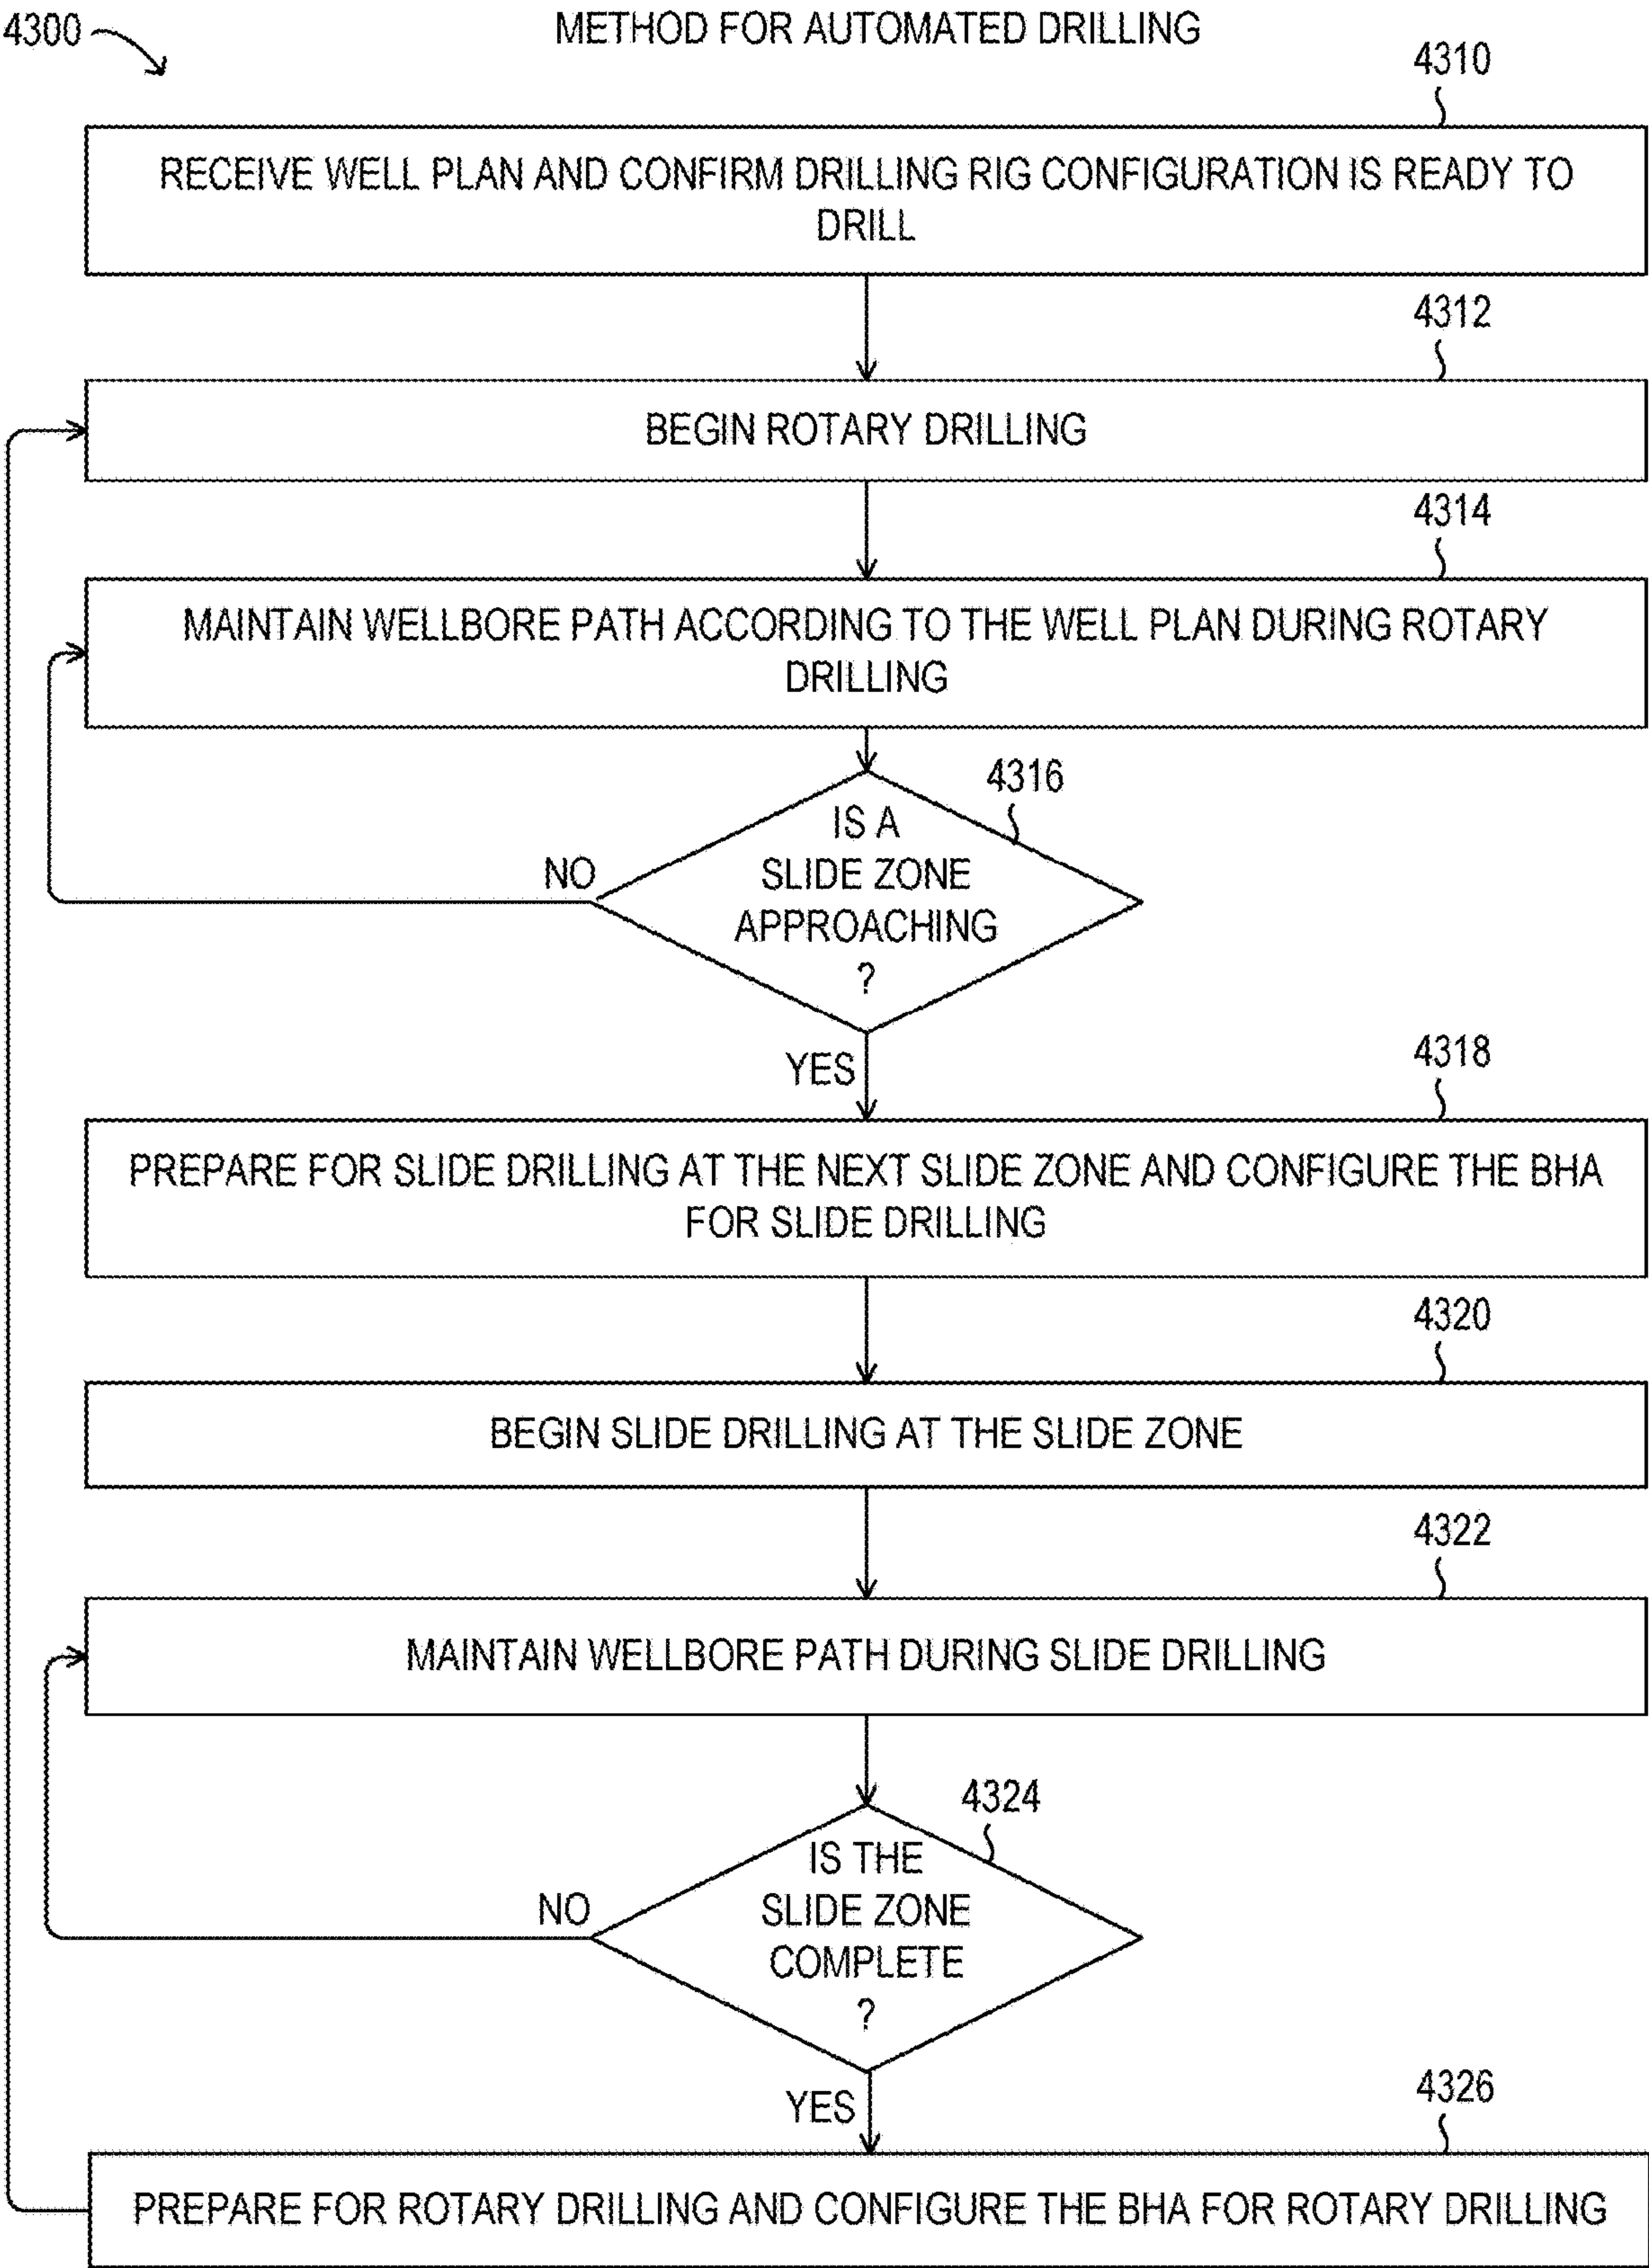 4300
METHOD FOR AUTOMATED DRILLING
4310
RECEIVE WELL PLAN AND CONFIRM DRILLING RIG CONFIGURATION IS READY TO
DRILL
4312
BEGIN ROTARY DRILLING
4314
MAINTAIN WELLBORE PATH ACCORDING TO THE WELL PLAN DURING ROTARY
DRILLING
4316
IS A
SLIDE ZONE
APPROACHING
?
NO
YES
4318
PREPARE FOR SLIDE DRILLING AT THE NEXT SLIDE ZONE AND CONFIGURE THE BHA
FOR SLIDE DRILLING
4320
BEGIN SLIDE DRILLING AT THE SLIDE ZONE
4322
MAINTAIN WELLBORE PATH DURING SLIDE DRILLING
4324
IS THE
SLIDE ZONE
COMPLETE
?
NO
YES
4326
PREPARE FOR ROTARY DRILLING AND CONFIGURE THE BHA FOR ROTARY DRILLING